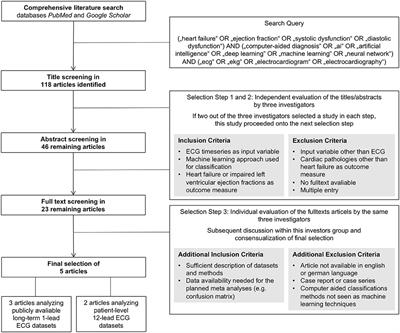 Comprehensive literature search
databases PubMed and Google Scholar
Search Query
(„heart failure" OR „ejection fraction" OR „systolic dysfunction" OR „diastolic
dysfunction") AND („computer-aided diagnosis" OR „ai" OR „artificial
intelligence" OR „deep learning" OR „machine learning" OR „neural network")
AND („ecg" OR „ekg" OR „electrocardiogram" OR „electrocardiography")
Title screening in
118 articles identified
Selection Step 1 and 2: Independent evaluation of the titles/abstracts
by three investigators
If two out of the three investigators selected a study in each step,
this study proceeded into the next selection step
Inclusion Criteria
• ECG timeseries as input variable
• Machine learning approach used
for classification
• Heart failure or impaired left
ventricular ejection fractions as
outcome measure
Exclusion Criteria
• Input variable other than ECG
• Cardiac pathologies other than
heart failure as outcome
measure
• No fulltext available
• Multiple entry
Abstract screening in
46 remaining articles
Full text screening in
23 remaining articles
Selection Step 3: Individual evaluation of the fulltexts articels by the same
three investigators
Subsequent discussion within this investors group and
consensualization of final selection
Additional Inclusion Criteria
• Sufficient description of datasets
and methods
• Data availability needed for the
planned meta analyses (e.g.
confusion matrix)
Additional Exclusion Criteria
• Article not available in english
or german language
• Case report or case series
• Computer aided classifications
methods not seen as machine
learning techniques
Final selection of
5 articles
3 articles analyzing
publicly available
long-term 1-lead
ECG datasets
2 articles analyzing
patient-level
12-lead ECG
datasets